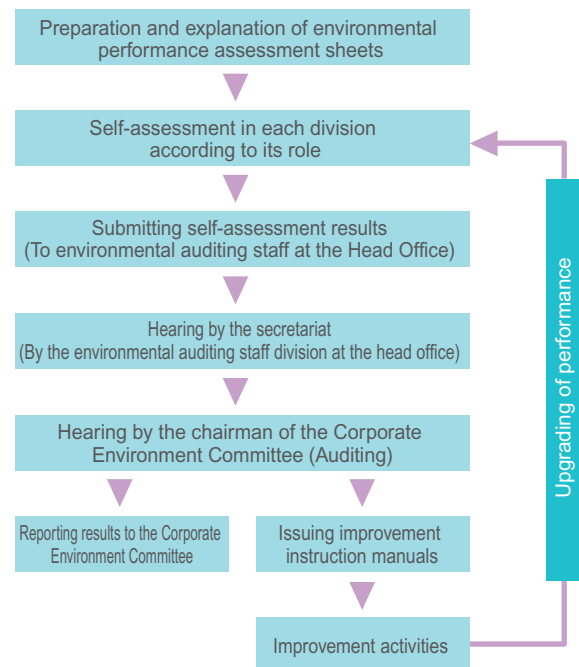 Preparation and explanation of environmental
performance assessment sheets
Self-assessment in each division
according to its role
Submitting self-assessment results
(To environmental auditing staff at the Head Office)
Hearing by the secretariat
(By the environmental auditing staff division at the head office)
Hearing by the chairman of the Corporate
Environment Committee (Auditing)
Reporting results to the Corporate
Environment Committee
Issuing improvement
instruction manuals
Improvement activities
Upgrading of performance